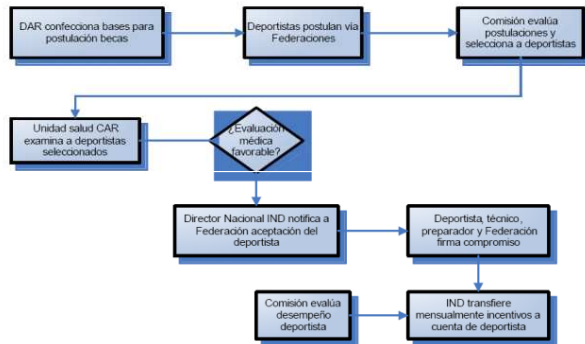 DAR confecciona bases para
postulación becas
Deportistas postulan vía
Federaciones
Comisión evalúa
postulaciones y
selecciona a deportistas
Unidad salud CAR
examina a deportistas
seleccionados
¿Evaluación
médica
favorable?
Director Nacional IND notifica a
Federación aceptación del
deportista
Deportista, técnico,
preparador y Federación
firma compromiso
Comisión evalúa
desempeño
deportista
IND transfiere
mensualmente incentivos a
cuenta de deportista